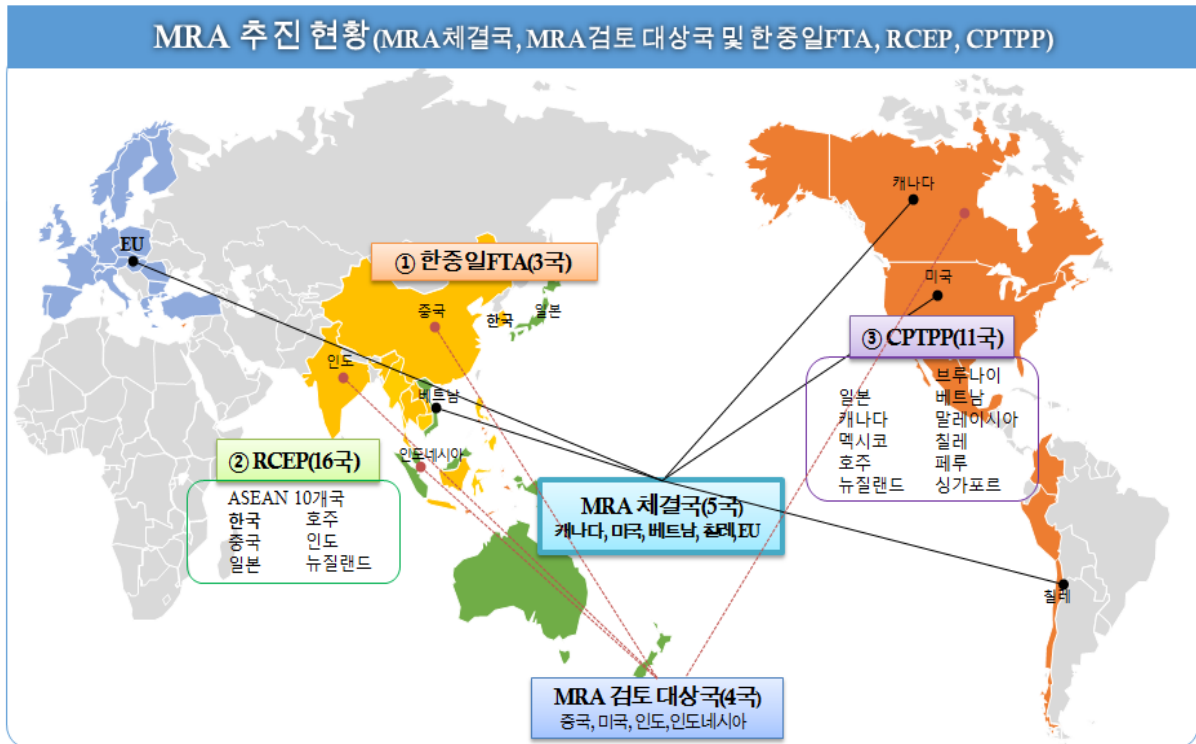 MRA 추진 현황(MRA체결국, MRA검토 대상국 및 한중일FTA, RCEP, CPTPP)
캐나다
EU
① 한중일FTA(3국)
미국
중국
한국
일본
③ CPTPP(11국)
인도
브루나이
일본 베트남
캐나다 말레이시아
멕시코 칠레
호주 페루
뉴질랜드 싱가포르
베트남
인도네시아
② RCEP(16국)
ASEAN 10개국
한국 호주
중국 인도
일본 뉴질랜드
MRA 체결국(5국)
캐나다, 미국, 베트남, 칠레,EU
칠레
MRA 검토 대상국(4국)
중국, 미국, 인도,인도네시아